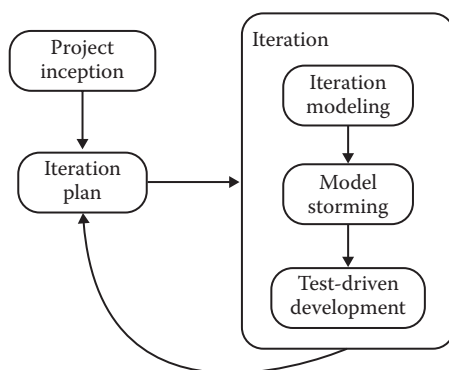 Project
inception
Iteration
plan
Iteration
Iteration
modeling
Model
storming
Test-driven
development